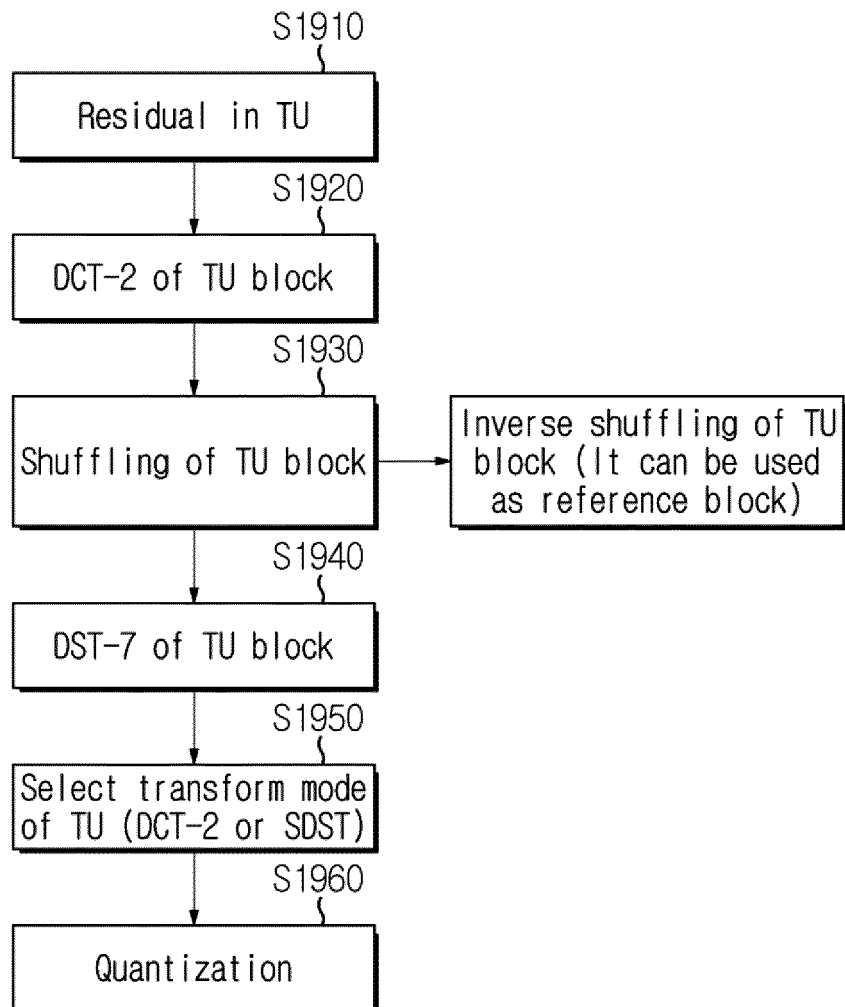 S1910
Residual in TU
S1920
DCT-2 of TU block
S1930
Shuffling of TU block
Inverse shuffling of TU
block (It can be used
as reference block)
S1940
DST-7 of TU block
S1950
Select transform mode
of TU (DCT-2 or SDST)
S1960
Quantization